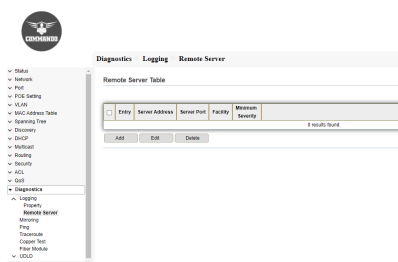 COMMANDO
Diagnostics Logging Remote Server
Status
Network
Port
POE Setting
VLAN
MAC Address Table
Spanning Tree
Discovery
DHCP
Multicast
Routing
Security
ACL
QoS
Diagnostics
Logging
Property
Remote Server
Mirroring
Ping
Traceroute
Copper Test
Fiber Module
UDLD
Remote Server Table
Entry Server Address Server Port Facility Minimum Severity
0 results found.
Add Edit Delete